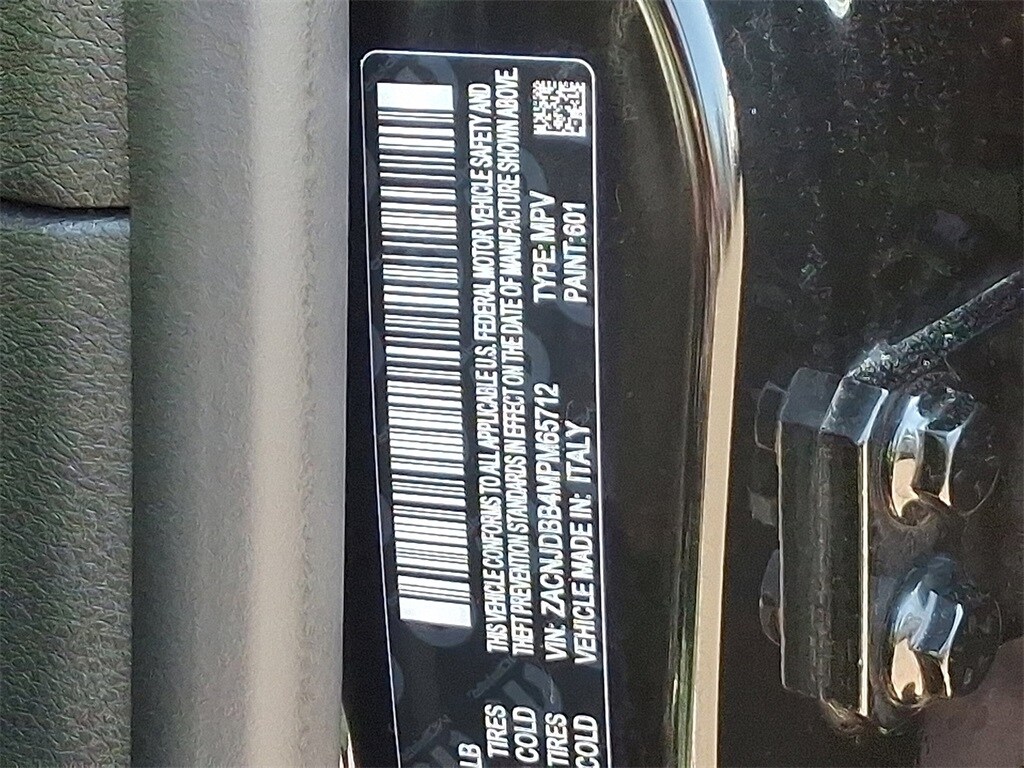 LB
TIRES
COLD
TIRES
COLD
THIS VEHICLE CONFORMS TO ALL APPLICABLE U.S. FEDERAL MOTOR VEHICLE SAFETY AND
THEFT PREVENTION STANDARDS IN EFFECT ON THE DATE OF MANUFACTURE SHOWN ABOVE.
VIN: ZACNJDBB4MPM65712 TYPE: MPV
VEHICLE MADE IN: ITALY PAINT:601